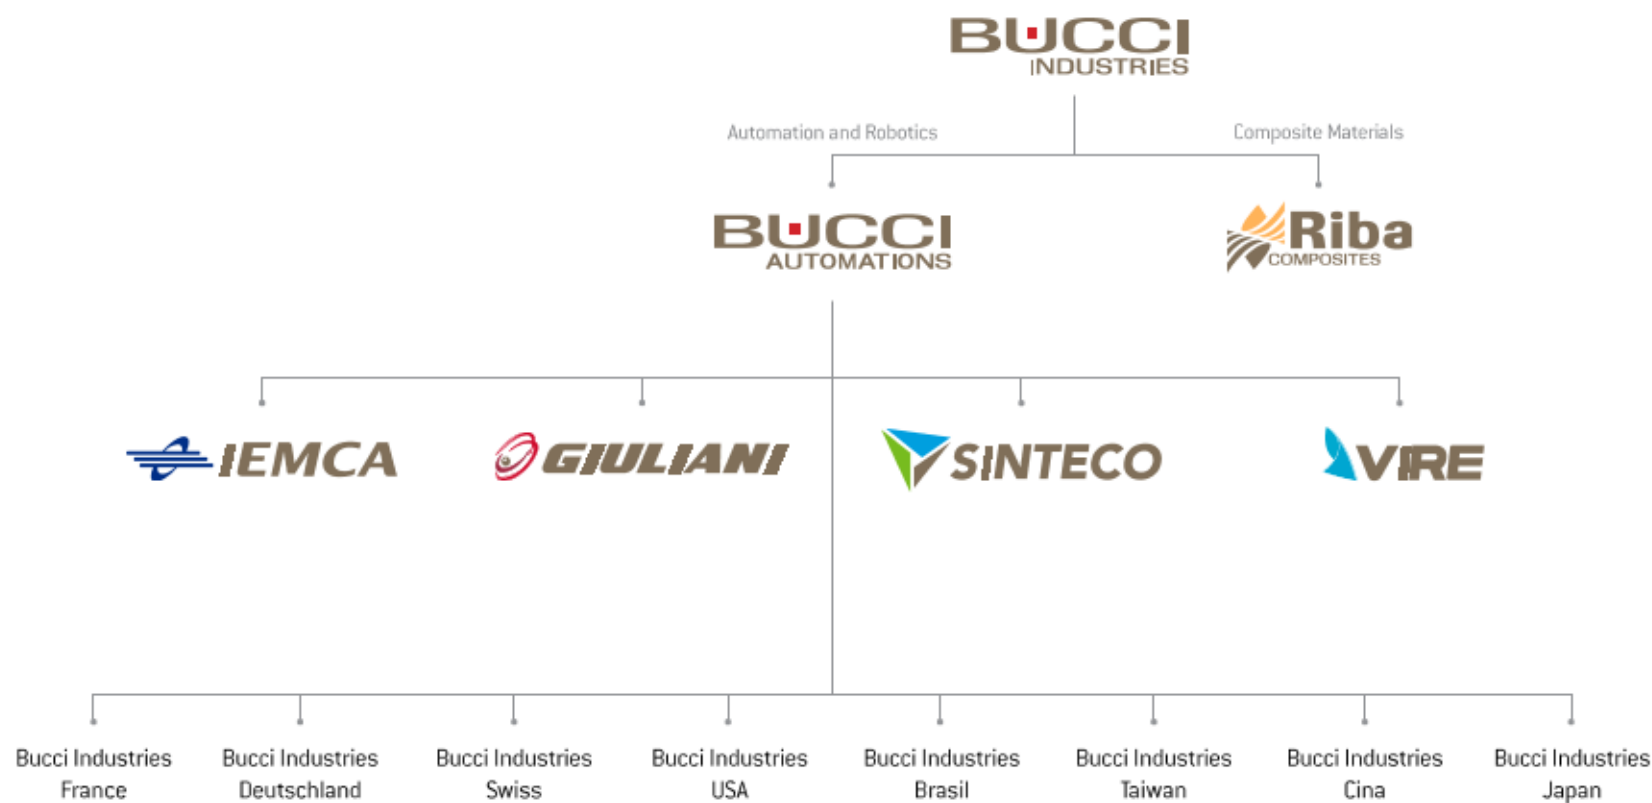 BUCCI
INDUSTRIES
Automation and Robotics
Composite Materials
BUCCI
AUTOMATIONS
Riba
COMPOSITES
IEMCA
GIULIANI
SINTECO
VIRE
Bucci Industries
France
Bucci Industries
Deutschland
Bucci Industries
Swiss
Bucci Industries
USA
Bucci Industries
Brasil
Bucci Industries
Taiwan
Bucci Industries
Cina
Bucci Industries
Japan